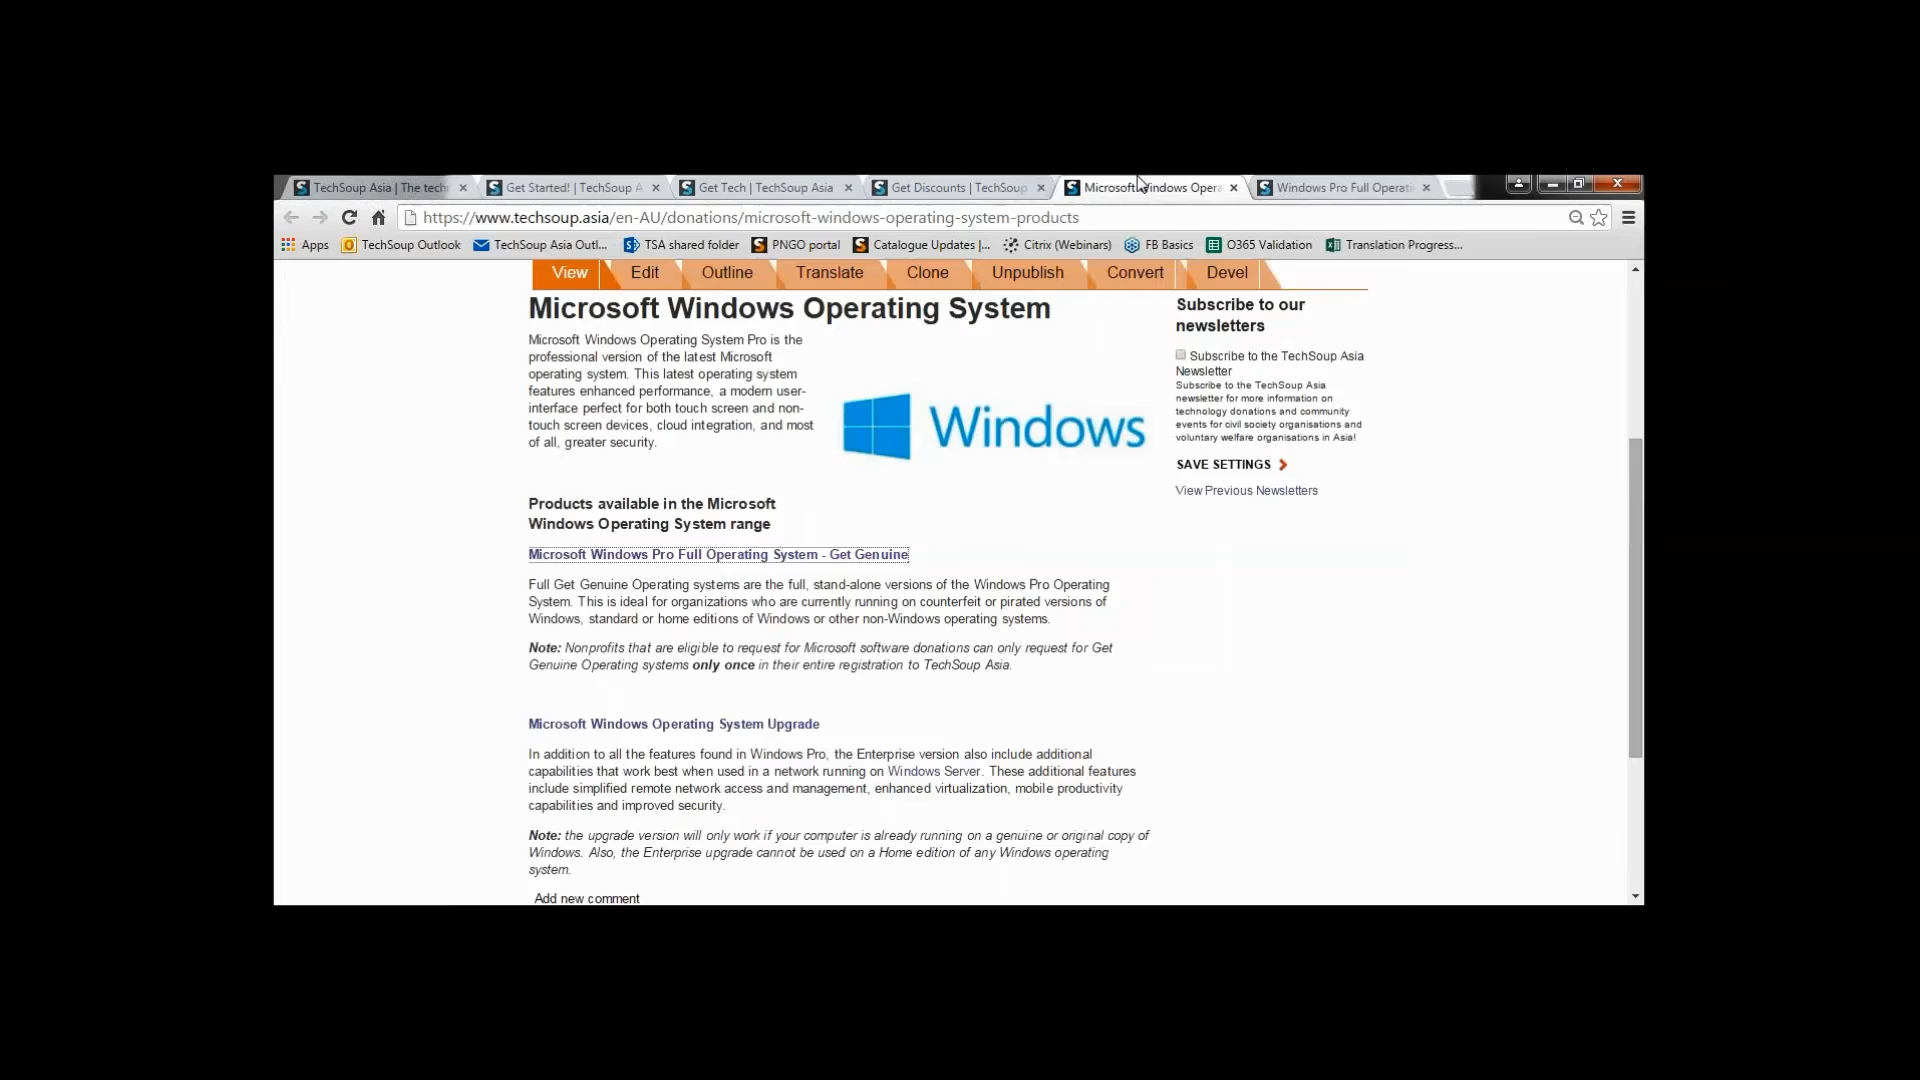 TechSoup Asia | The tech
Get Started! | TechSoup A
Get Tech | TechSoup Asia
Get Discounts | TechSoup
Microsoft Windows Opera
Windows Pro Full Operati
https://www.techsoup.asia/en-AU/donations/microsoft-windows-operating-system-products
Apps
TechSoup Outlook
TechSoup Asia Outl...
TSA shared folder
PNGO portal
Catalogue Updates |...
Citrix (Webinars)
FB Basics
O365 Validation
Translation Progress...
View
Edit
Outline
Translate
Clone
Unpublish
Convert
Devel
Microsoft Windows Operating System
Microsoft Windows Operating System Pro is the
professional version of the latest Microsoft
operating system. This latest operating system
features enhanced performance, a modern user-
interface perfect for both touch screen and non-
touch screen devices, cloud integration, and most
of all, greater security.
Windows
Products available in the Microsoft
Windows Operating System range
Microsoft Windows Pro Full Operating System - Get Genuine
Full Get Genuine Operating systems are the full, stand-alone versions of the Windows Pro Operating
System. This is ideal for organizations who are currently running on counterfeit or pirated versions of
Windows, standard or home editions of Windows or other non-Windows operating systems.
Note: Nonprofits that are eligible to request for Microsoft software donations can only request for Get
Genuine Operating systems only once in their entire registration to TechSoup Asia.
Microsoft Windows Operating System Upgrade
In addition to all the features found in Windows Pro, the Enterprise version also include additional
capabilities that work best when used in a network running on Windows Server. These additional features
include simplified remote network access and management, enhanced virtualization, mobile productivity
capabilities and improved security.
Note: the upgrade version will only work if your computer is already running on a genuine or original copy of
Windows. Also, the Enterprise upgrade cannot be used on a Home edition of any Windows operating
system.
Add new comment
Subscribe to our
newsletters
Subscribe to the TechSoup Asia
Newsletter
Subscribe to the TechSoup Asia
newsletter for more information on
technology donations and community
events for civil society organisations and
voluntary welfare organisations in Asia!
SAVE SETTINGS
View Previous Newsletters